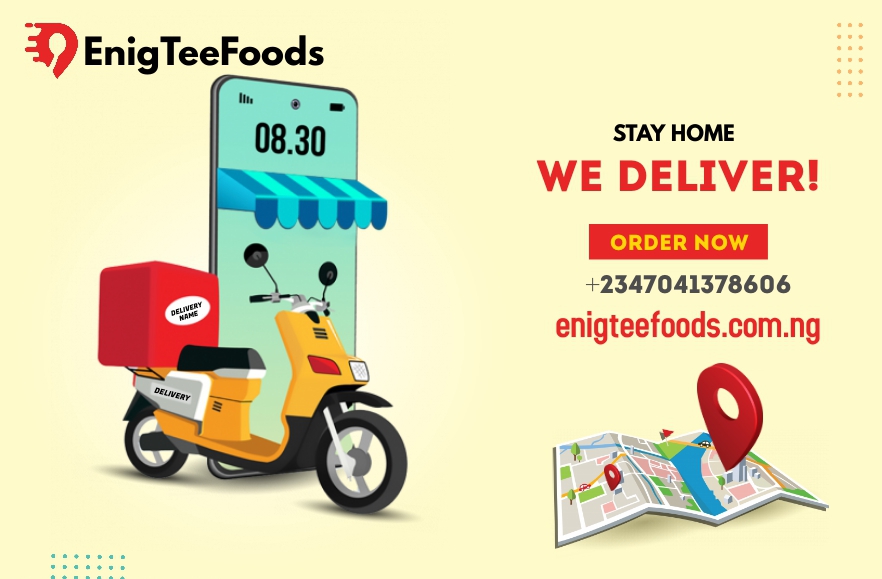 EnigTeeFoods
08.30
DELIVERY
NAME
DELIVERY
STAY HOME
WE DELIVER!
ORDER NOW
+2347041378606
enigteefoods.com.ng